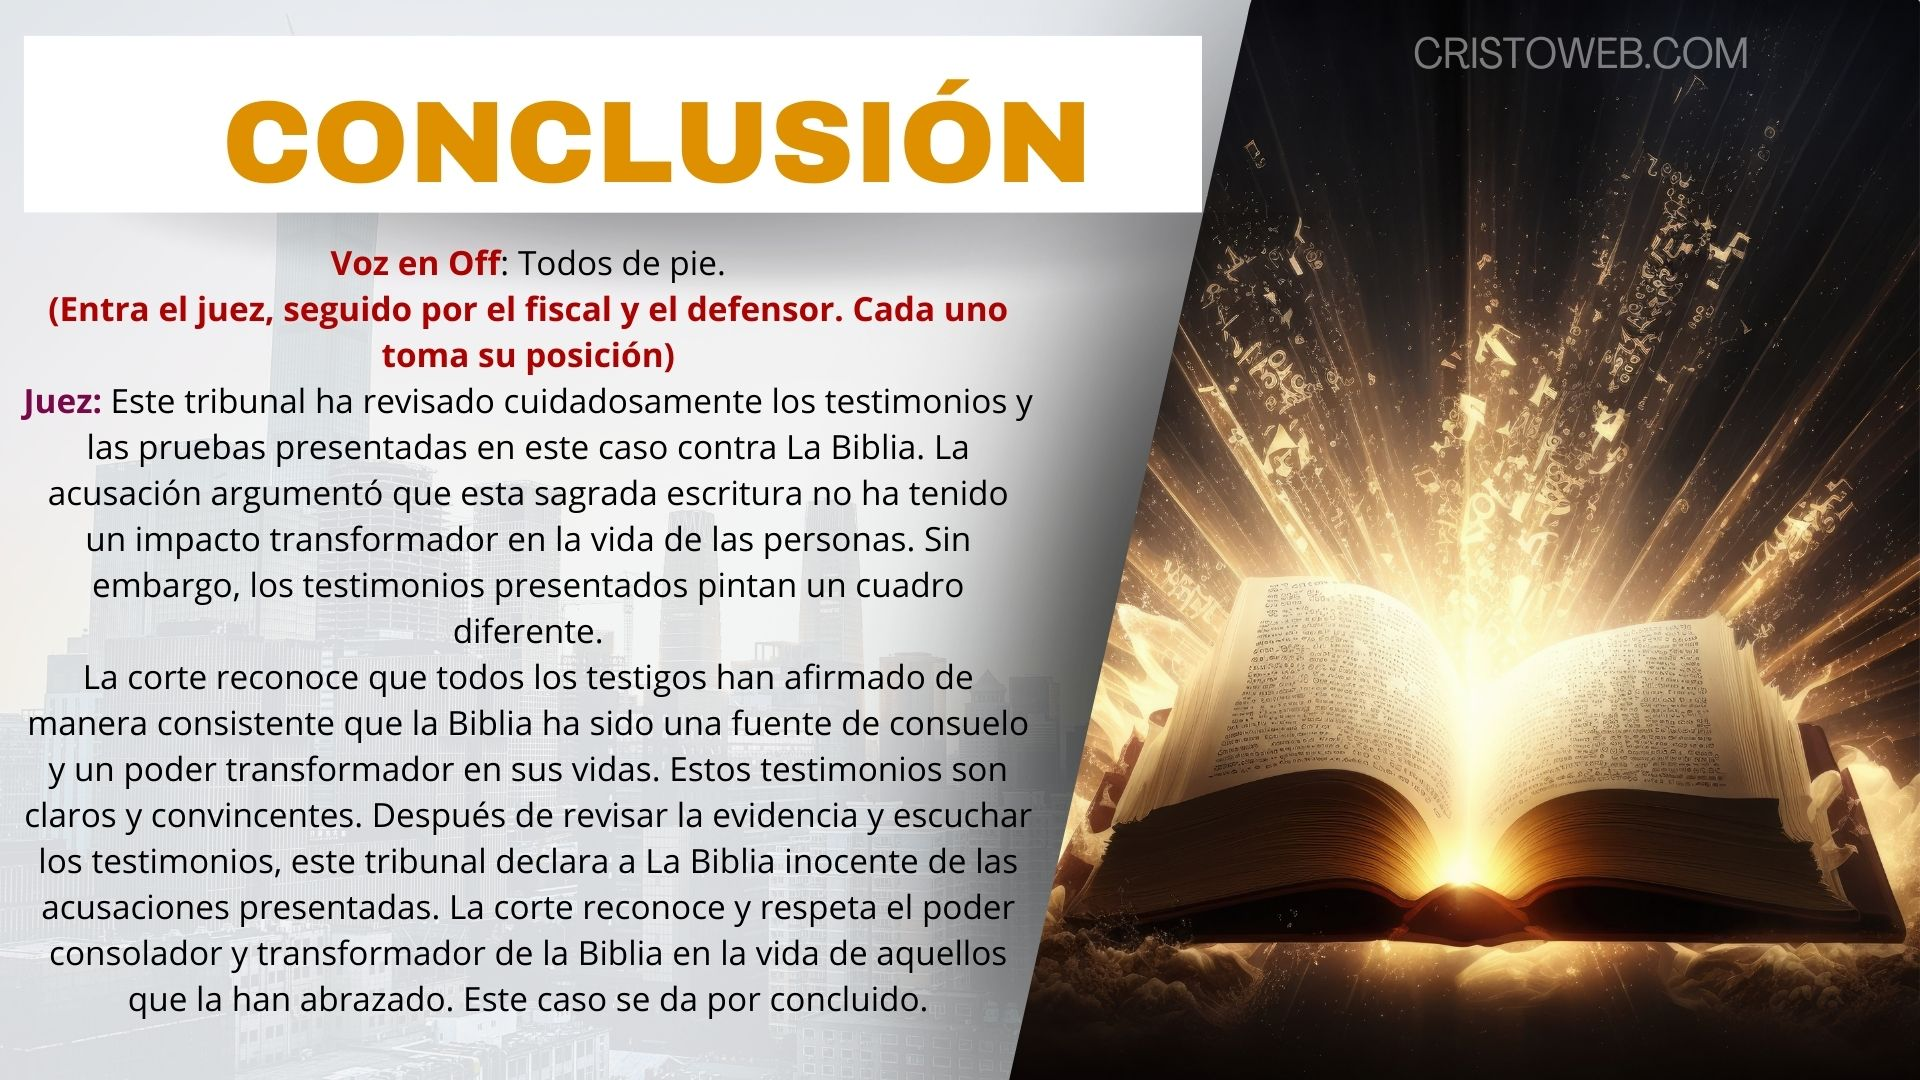 CRISTOWEB.COM
CONCLUSIÓN
Voz en Off: Todos de pie.
(Entra el juez, seguido por el fiscal y el defensor. Cada uno
toma su posición)
Juez: Este tribunal ha revisado cuidadosamente los testimonios y
las pruebas presentadas en este caso contra La Biblia. La
acusación argumentó que esta sagrada escritura no ha tenido
un impacto transformador en la vida de las personas. Sin
embargo, los testimonios presentados pintan un cuadro
diferente.
La corte reconoce que todos los testigos han afirmado de
manera consistente que la Biblia ha sido una fuente de consuelo
y un poder transformador en sus vidas. Estos testimonios son
claros y convincentes. Después de revisar la evidencia y escuchar
los testimonios, este tribunal declara a La Biblia inocente de las
acusaciones presentadas. La corte reconoce y respeta el poder
consolador y transformador de la Biblia en la vida de aquellos
que la han abrazado. Este caso se da por concluido.